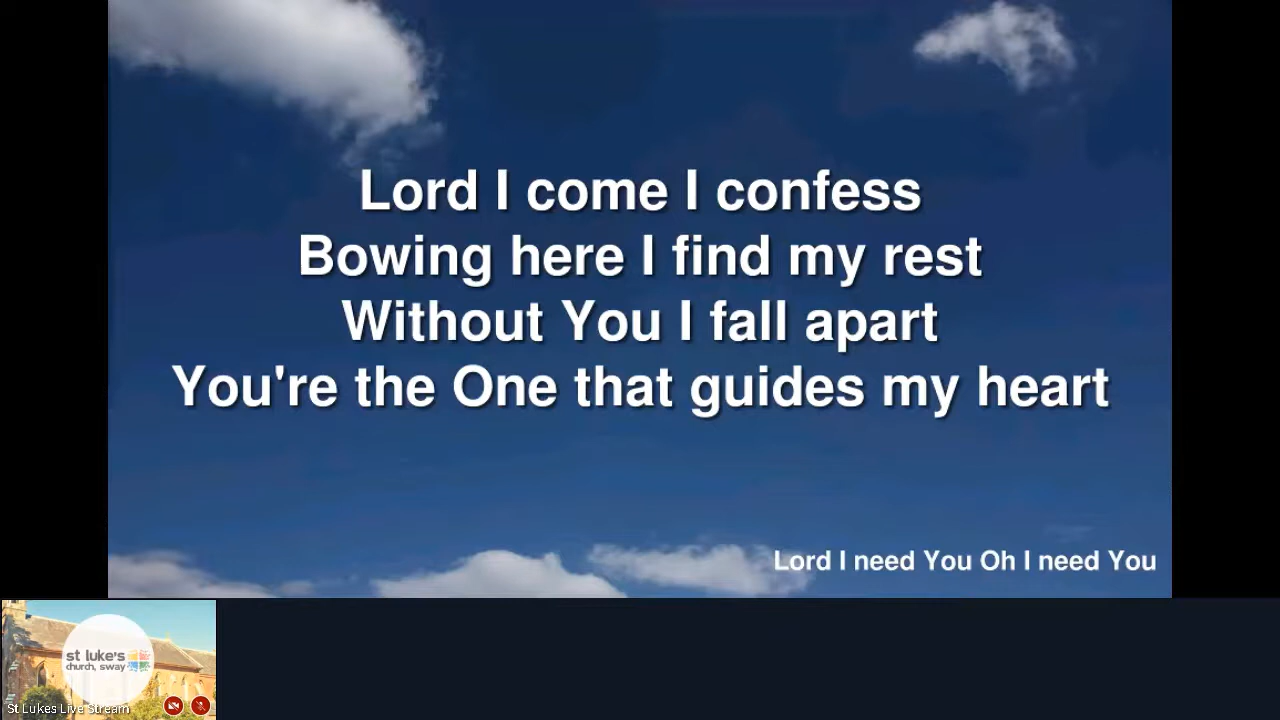 Lord I come I confess
Bowing here I find my rest
Without You I fall apart
You're the One that guides my heart
Lord I need You Oh I need You
st luke's
church, sway
St Lukes Live Stream